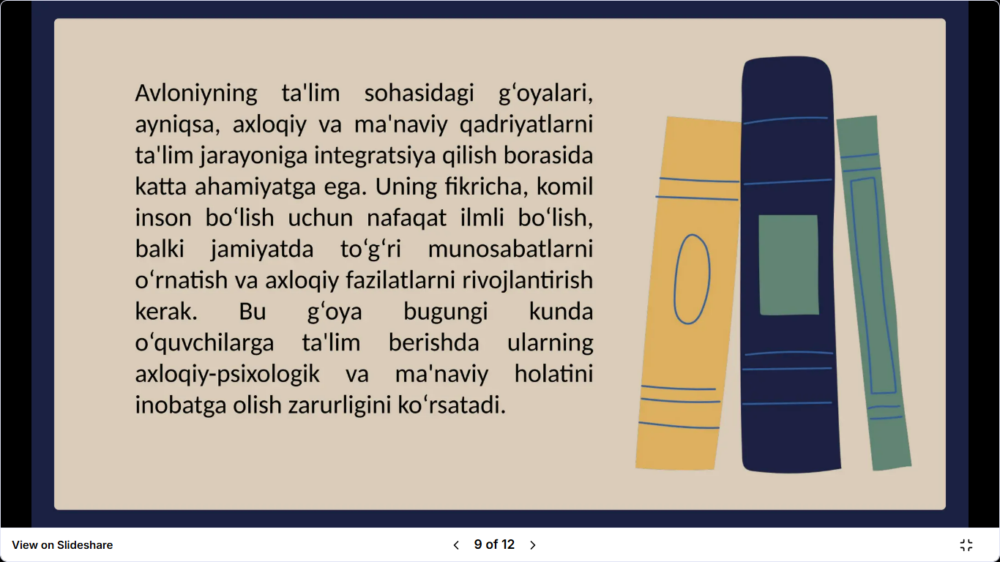 Avloniyning ta'lim sohasidagi g‘oyalari,
ayniqsa, axloqiy va ma'naviy qadriyatlarni
ta'lim jarayoniga integratsiya qilish borasida
katta ahamiyatga ega. Uning fikricha, komil
inson bo‘lish uchun nafaqat ilmli bo‘lish,
balki jamiyatda to‘g‘ri munosabatlarni
o‘rnatish va axloqiy fazilatlarni rivojlantirish
kerak. Bu g‘oya bugungi kunda
o‘quvchilarga ta'lim berishda ularning
axloqiy-psixologik va ma'naviy holatini
inobatga olish zarurligini ko‘rsatadi.
View on Slideshare
9 of 12